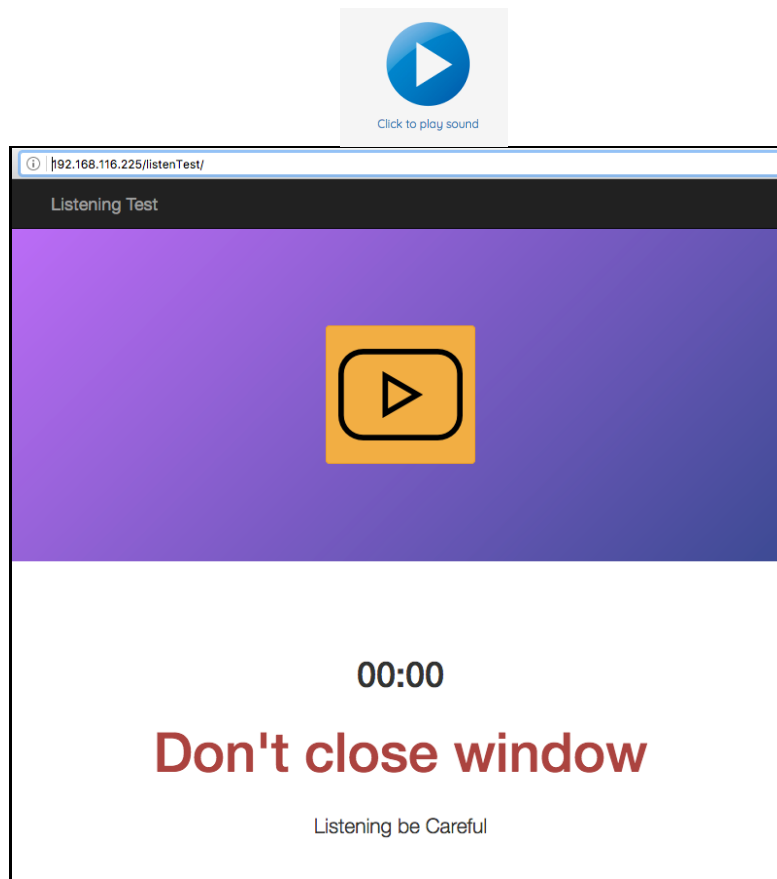 Click to play sound
192.168.116.225/listenTest/
Listening Test
00:00
Don't close window
Listening be Careful